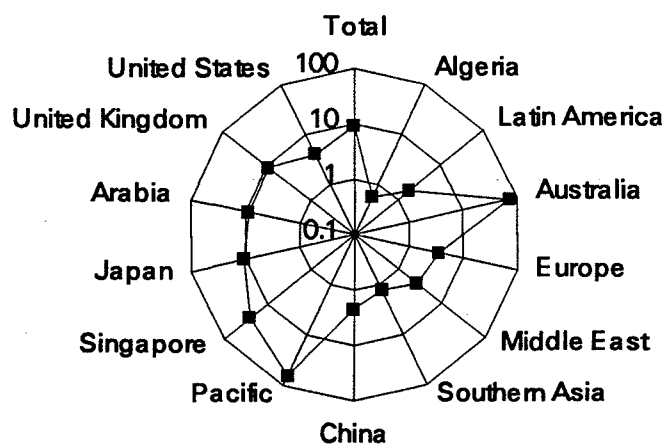 Total
100
United States
Algeria
10
United Kingdom
Latin America
1
Arabia
Australia
0.1
Japan
Europe
Singapore
Middle East
Pacific
Southern Asia
China